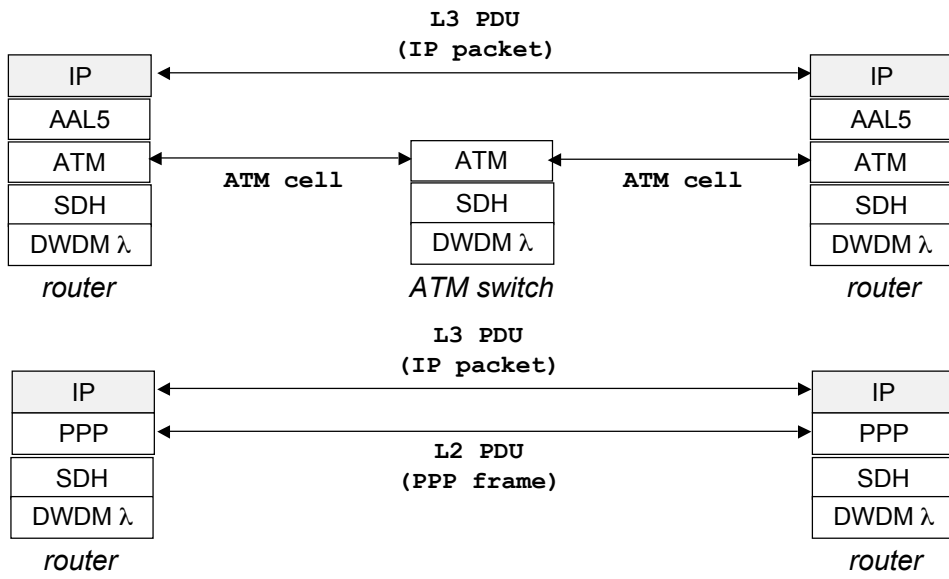 L3 PDU
(IP packet)
IP
IP
AAL5
AAL5
ATM
ATM
ATM
ATM cell
ATM cell
SDH
SDH
SDH
DWDM λ
DWDM λ
DWDM λ
router
ATM switch
router
L3 PDU
(IP packet)
IP
IP
PPP
PPP
L2 PDU
(PPP frame)
SDH
SDH
DWDM λ
DWDM λ
router
router